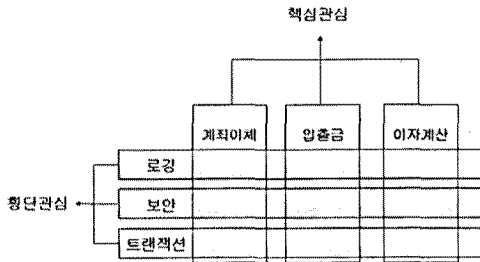 핵심관심
계좌이체 입출금 이자계산
로깅
횡단관심 보안
트랜잭션